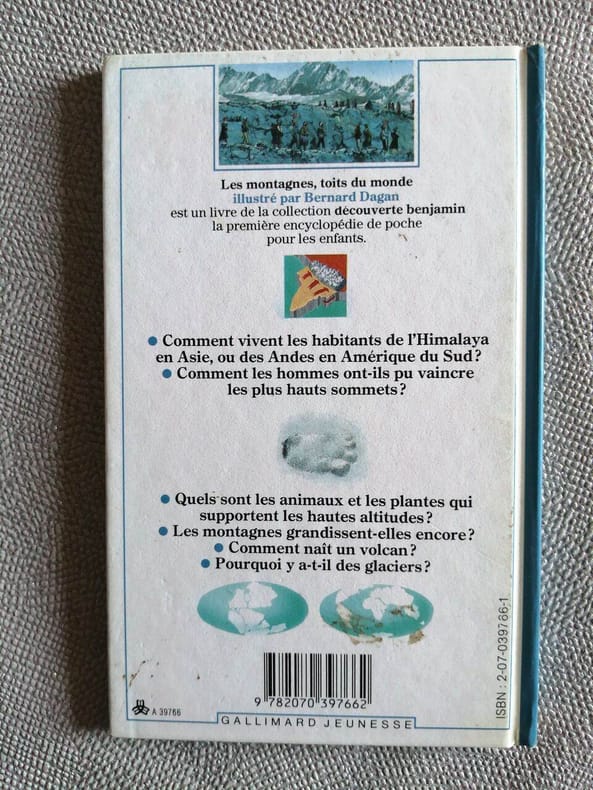 Les montagnes, toits du monde
illustré par Bernard Dagan
est un livre de la collection découverte benjamin
la première encyclopédie de poche
pour les enfants.
● Comment vivent les habitants de l'Himalaya
en Asie, ou des Andes en Amérique du Sud ?
● Comment les hommes ont-ils pu vaincre
les plus hauts sommets ?
● Quels sont les animaux et les plantes qui
supportent les hautes altitudes ?
● Les montagnes grandissent-elles encore ?
● Comment naît un volcan ?
● Pourquoi y a-t-il des glaciers ?
9 782070 397662
A 39766
GALLIMARD JEUNESSE
ISBN : 2-07-039766-1